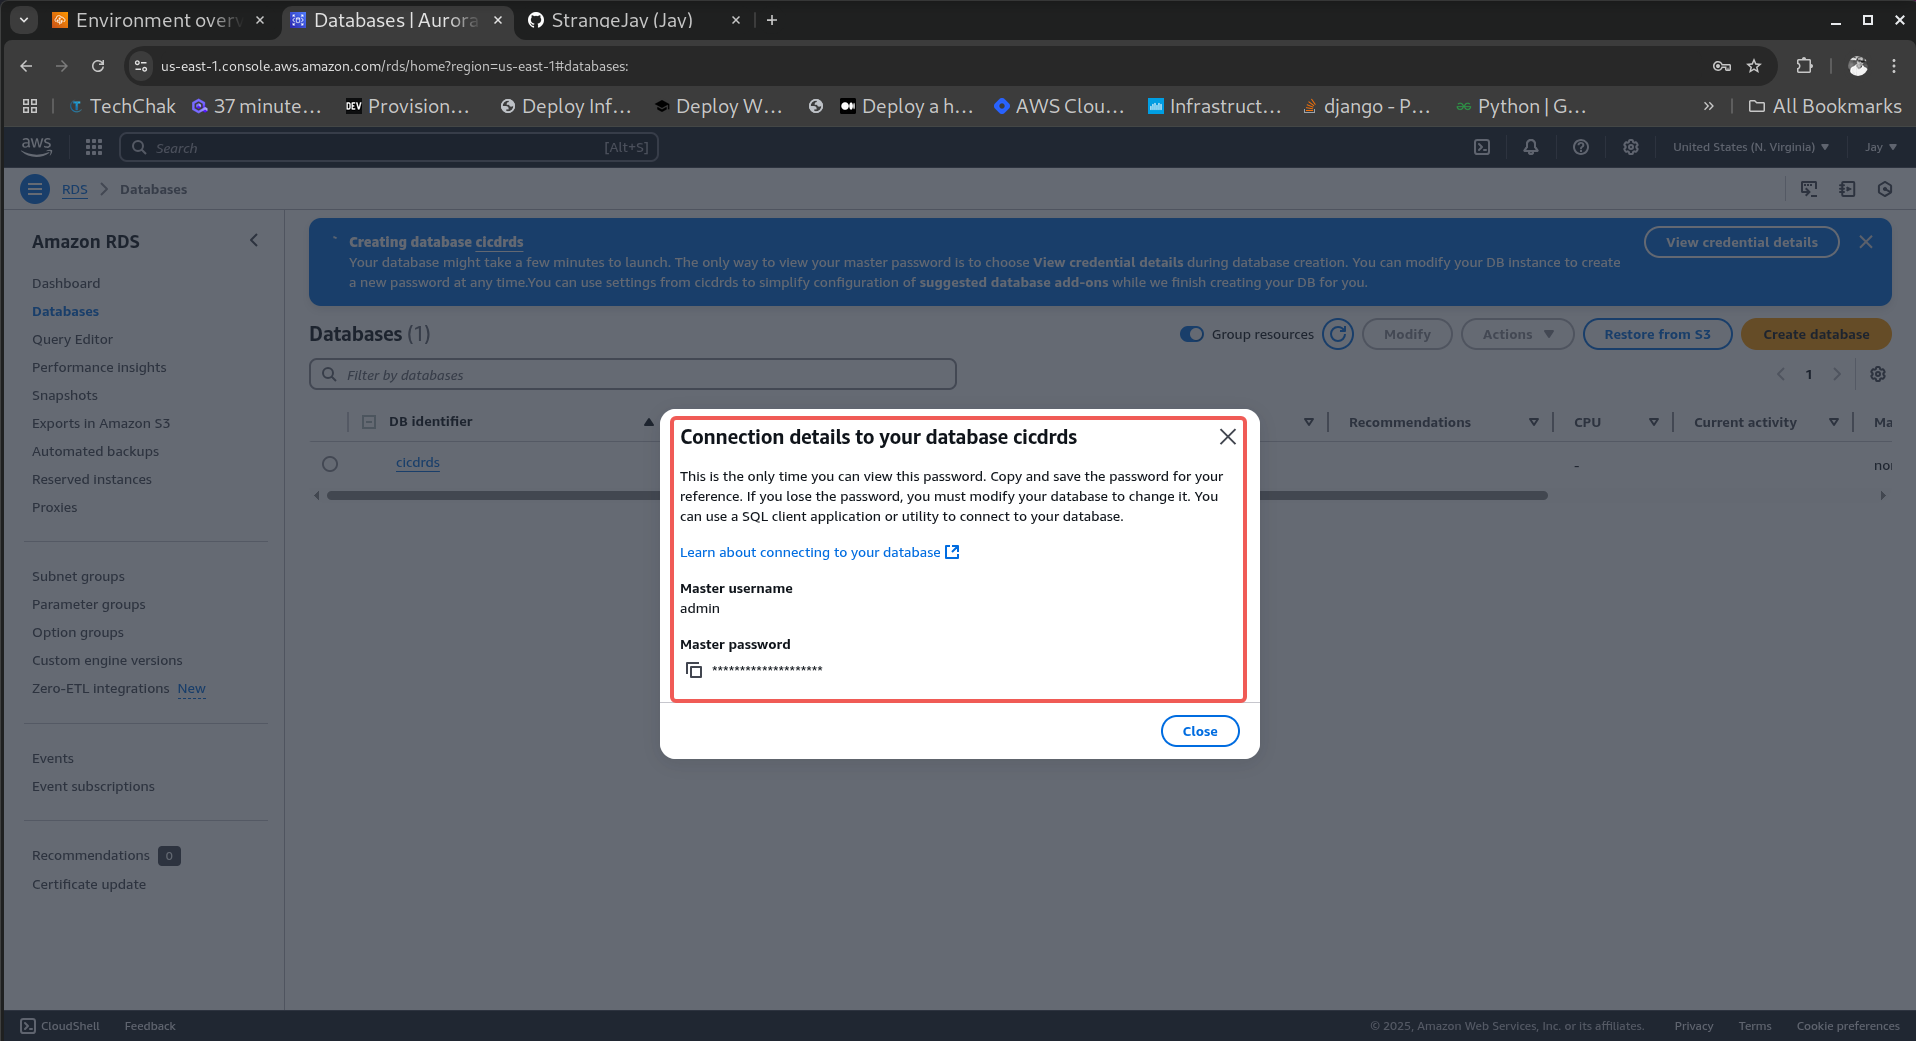 Environment overv
Databases | Aurora
StrangeJay (Jay)
us-east-1.console.aws.amazon.com/rds/home?region=us-east-1#databases:
TechChak
37 minute...
DEV Provision...
Deploy Inf...
Deploy W...
Deploy a h...
AWS Clou...
Infrastruct...
django - P...
Python | G...
» All Bookmarks
aws
Search [Alt+S]
United States (N. Virginia)
Jay
RDS
Databases
Amazon RDS
Dashboard
Databases
Query Editor
Performance insights
Snapshots
Exports in Amazon S3
Automated backups
Reserved instances
Proxies
Subnet groups
Parameter groups
Option groups
Custom engine versions
Zero-ETL integrations New
Events
Event subscriptions
Recommendations 0
Certificate update
Creating database cicdrds
Your database might take a few minutes to launch. The only way to view your master password is to choose View credential details during database creation. You can modify your DB instance to create
a new password at any time.You can use settings from cicdrds to simplify configuration of suggested database add-ons while we finish creating your DB for you.
View credential details
Databases (1)
Group resources
Modify
Actions
Restore from S3
Create database
Filter by databases
1
DB identifier
Recommendations
CPU
Current activity
Ma
cicdrds
-
Connection details to your database cicdrds
This is the only time you can view this password. Copy and save the password for your
reference. If you lose the password, you must modify your database to change it. You
can use a SQL client application or utility to connect to your database.
Learn about connecting to your database
Master username
admin
Master password
********************
Close
CloudShell
Feedback
© 2025, Amazon Web Services, Inc. or its affiliates.
Privacy
Terms
Cookie preferences